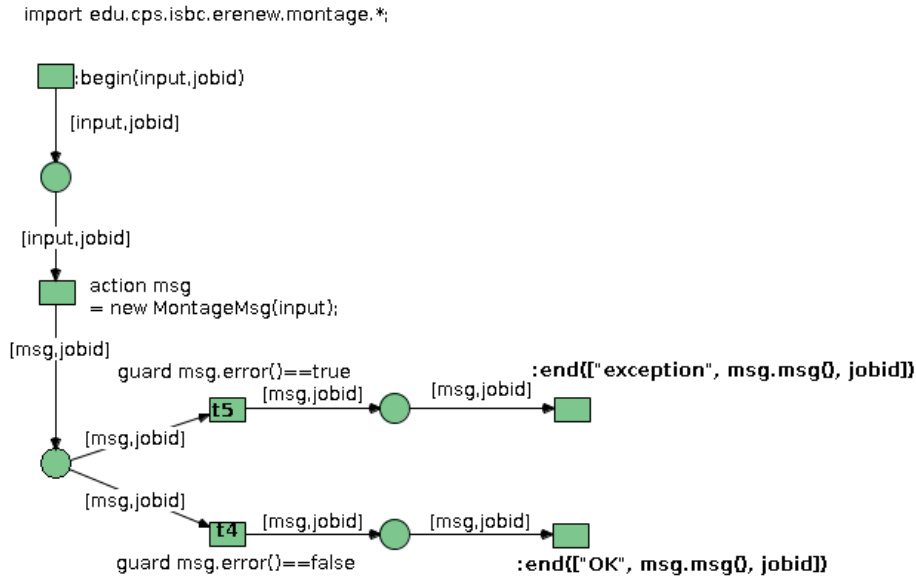 import edu.cps.isbc.erenew.montage.*;
:begin(input,jobid)
[input,jobid]
[input,jobid]
action msg
= new MontageMsg(input);
[msg,jobid]
guard msg.error()==true
:end(["exception", msg.msg(), jobid])
[msg,jobid]
[msg,jobid]
t5
[msg,jobid]
[msg,jobid]
[msg,jobid]
[msg,jobid]
t4
guard msg.error()==false
:end(["OK", msg.msg(), jobid])